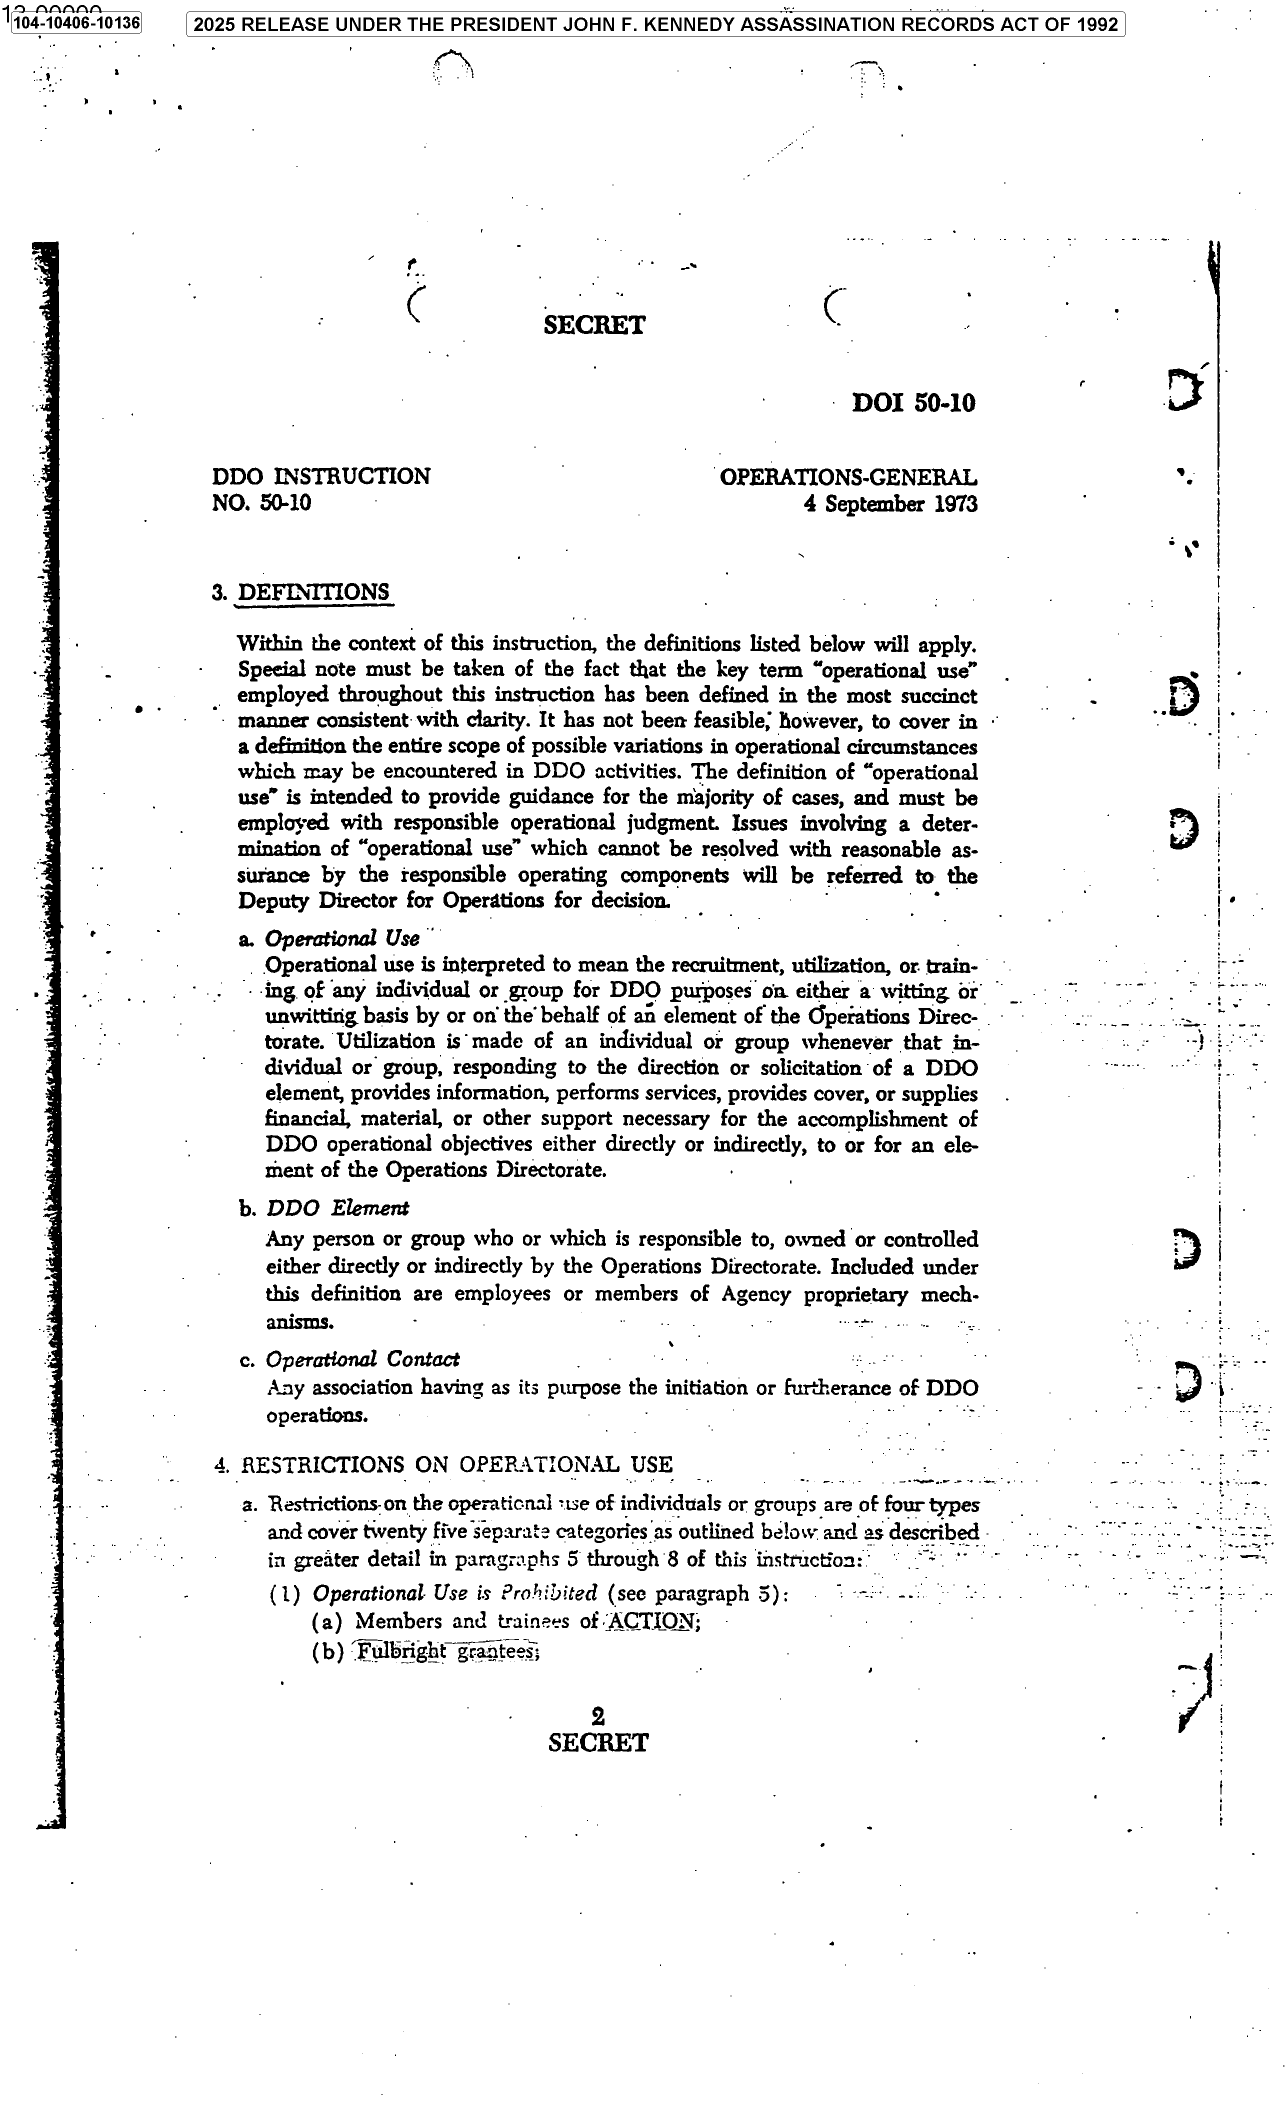 104-10406-10136
2025 RELEASE UNDER THE PRESIDENT JOHN F. KENNEDY ASSASSINATION RECORDS ACT OF 1992
SECRET
DOI 50-10
DDO INSTRUCTION
NO. 50-10
OPERATIONS-GENERAL
4 September 1973
3. DEFINITIONS
Within the context of this instruction, the definitions listed below will apply.
Special note must be taken of the fact that the key term "operational use"
employed throughout this instruction has been defined in the most succinct
manner consistent with clarity. It has not been feasible, however, to cover in
a definition the entire scope of possible variations in operational circumstances
which may be encountered in DDO activities. The definition of "operational
use" is intended to provide guidance for the majority of cases, and must be
employed with responsible operational judgment. Issues involving a deter-
mination of "operational use" which cannot be resolved with reasonable as-
surance by the responsible operating components will be referred to the
Deputy Director for Operations for decision.
a. Operational Use
Operational use is interpreted to mean the recruitment, utilization, or train-
ing of any individual or group for DDO purposes on either a witting or
unwitting basis by or on the behalf of an element of the Operations Direc-
torate. Utilization is made of an individual or group whenever that in-
dividual or group, responding to the direction or solicitation of a DDO
element, provides information, performs services, provides cover, or supplies
financial, material, or other support necessary for the accomplishment of
DDO operational objectives either directly or indirectly, to or for an ele-
ment of the Operations Directorate.
b. DDO Element
Any person or group who or which is responsible to, owned or controlled
either directly or indirectly by the Operations Directorate. Included under
this definition are employees or members of Agency proprietary mech-
anisms.
c. Operational Contact
Any association having as its purpose the initiation or furtherance of DDO
operations.
4. RESTRICTIONS ON OPERATIONAL USE
a. Restrictions on the operational use of individuals or groups are of four types
and cover twenty five separate categories as outlined below and as described
in greater detail in paragraphs 5 through 8 of this instruction:
(1) Operational Use is Prohibited (see paragraph 5):
(a) Members and trainees of ACTION;
(b) Fulbright grantees;
2
SECRET